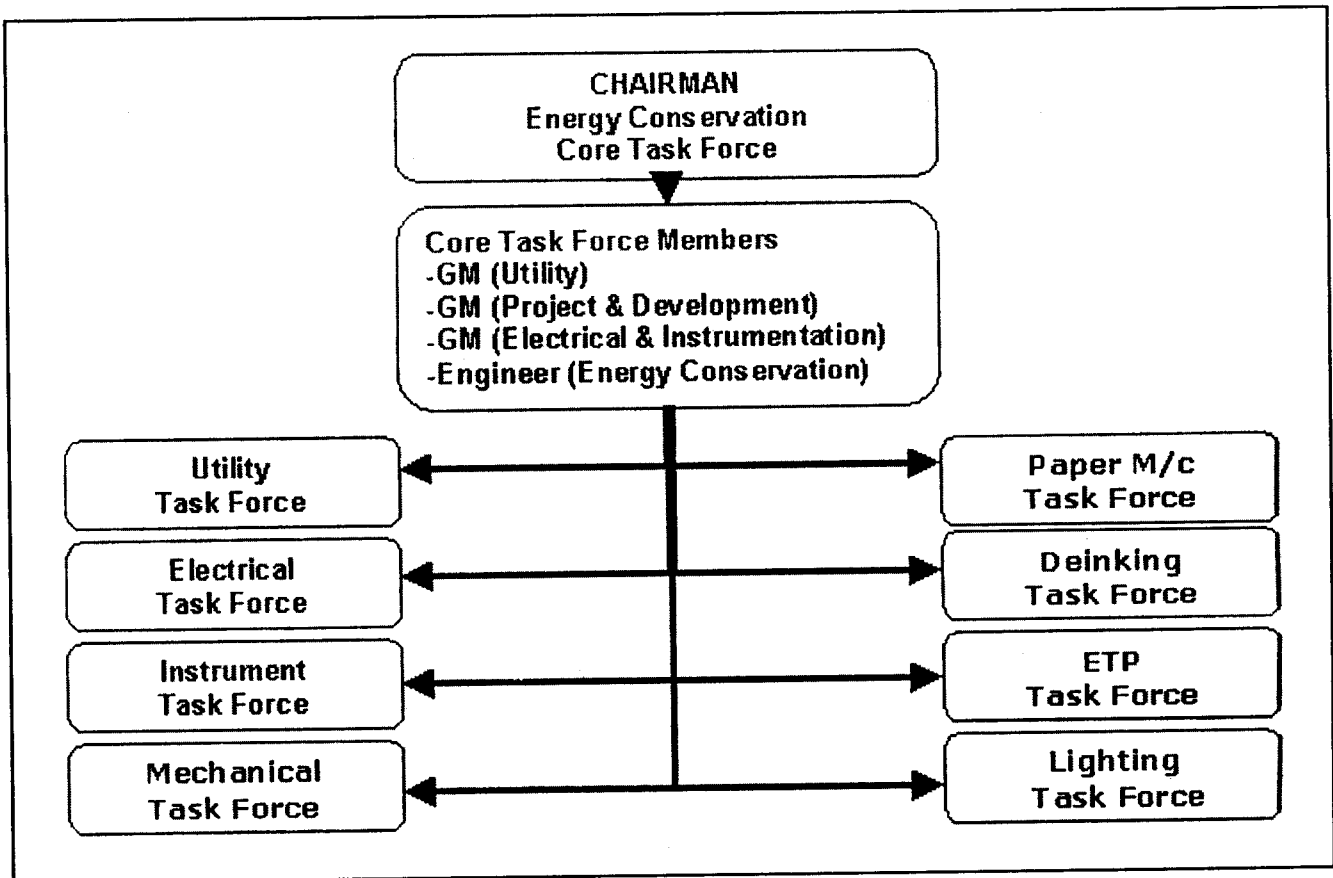 CHAIRMAN
Energy Conservation
Core Task Force
Core Task Force Members
-GM (Utility)
-GM (Project & Development)
-GM (Electrical & Instrumentation)
-Engineer (Energy Conservation)
Utility
Task Force
Electrical
Task Force
Instrument
Task Force
Mechanical
Task Force
Paper M/c
Task Force
Deinking
Task Force
ETP
Task Force
Lighting
Task Force